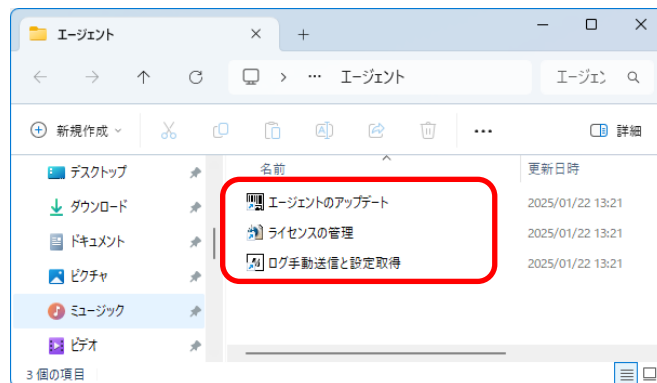 エージェント
エージェント
エージェン
新規作成
詳細
デスクトップ
ダウンロード
ドキュメント
ピクチャ
ミュージック
ビデオ
名前
更新日時
エージェントのアップデート
2025/01/22 13:21
ライセンスの管理
2025/01/22 13:21
ログ手動送信と設定取得
2025/01/22 13:21
3 個の項目